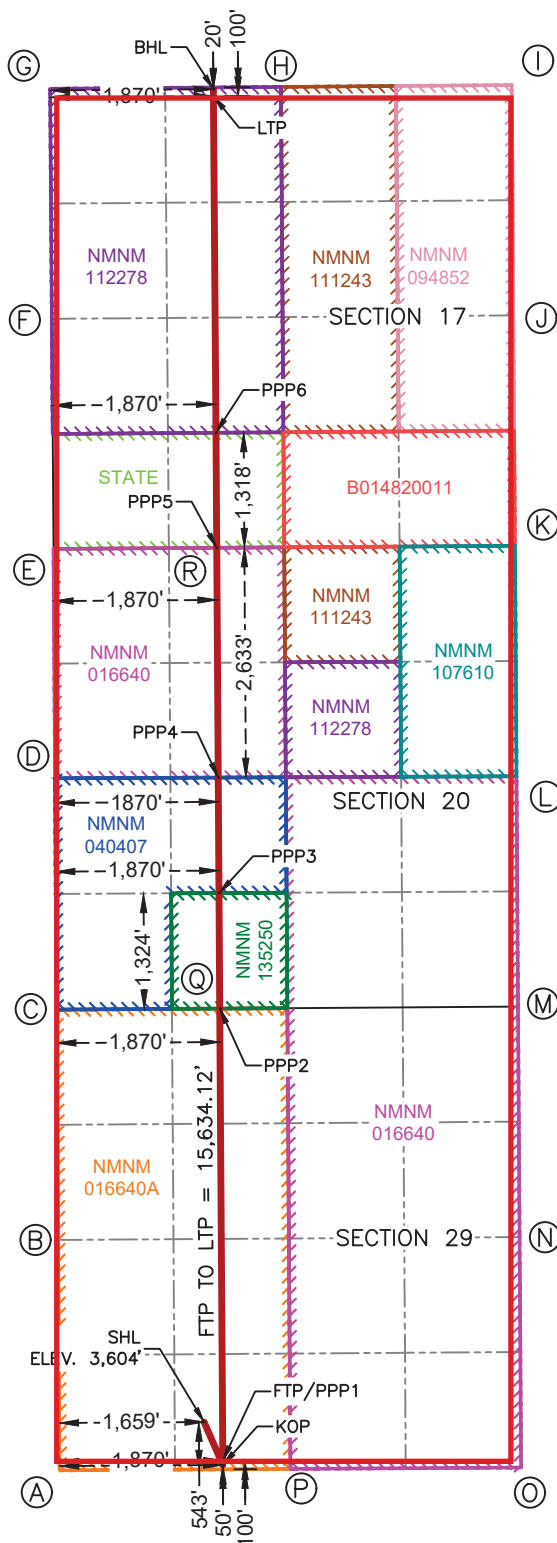 G
BHL
20'
100'
H
I
1,870'
LTP
NMNM
112278
NMNM
111243
NMNM
094852
F
SECTION 17
J
PPP6
1,870'
STATE
1,318'
B014820011
PPP5
K
E
R
1,870'
NMNM
111243
NMNM
016640
2,633'
NMNM
107610
NMNM
112278
PPP4
D
L
1870'
SECTION 20
NMNM
040407
PPP3
1,870'
1,324'
NMNM
135250
Q
C
M
1,870'
PPP2
FTP TO LTP = 15,634.12'
NMNM
016640
NMNM
016640A
B
SECTION 29
N
SHL
ELEV. 3,604'
FTP/PPP1
1,659'
KOP
1,870'
A
543'
50'
100'
P
O